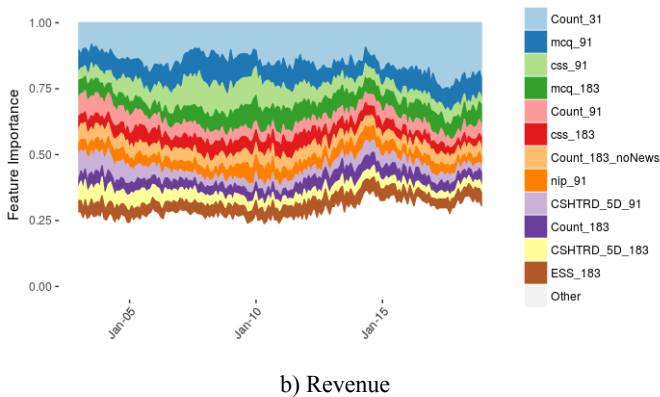 1.00
0.75
0.50
0.25
0.00
Feature Importance
Jan-05
Jan-10
Jan-15
Count_31
mcq_91
css_91
mcq_183
Count_91
css_183
Count_183_noNews
nip_91
CSHTRD_5D_91
Count_183
CSHTRD_5D_183
ESS_183
Other
b) Revenue